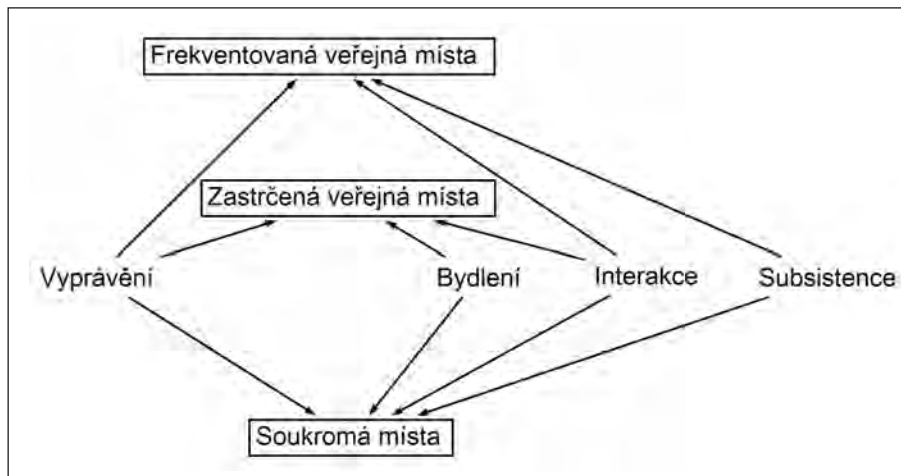 Frekventovaná veřejná místa
Zastrčená veřejná místa
Vyprávění
Bydlení
Interakce
Subsistence
Soukromá místa